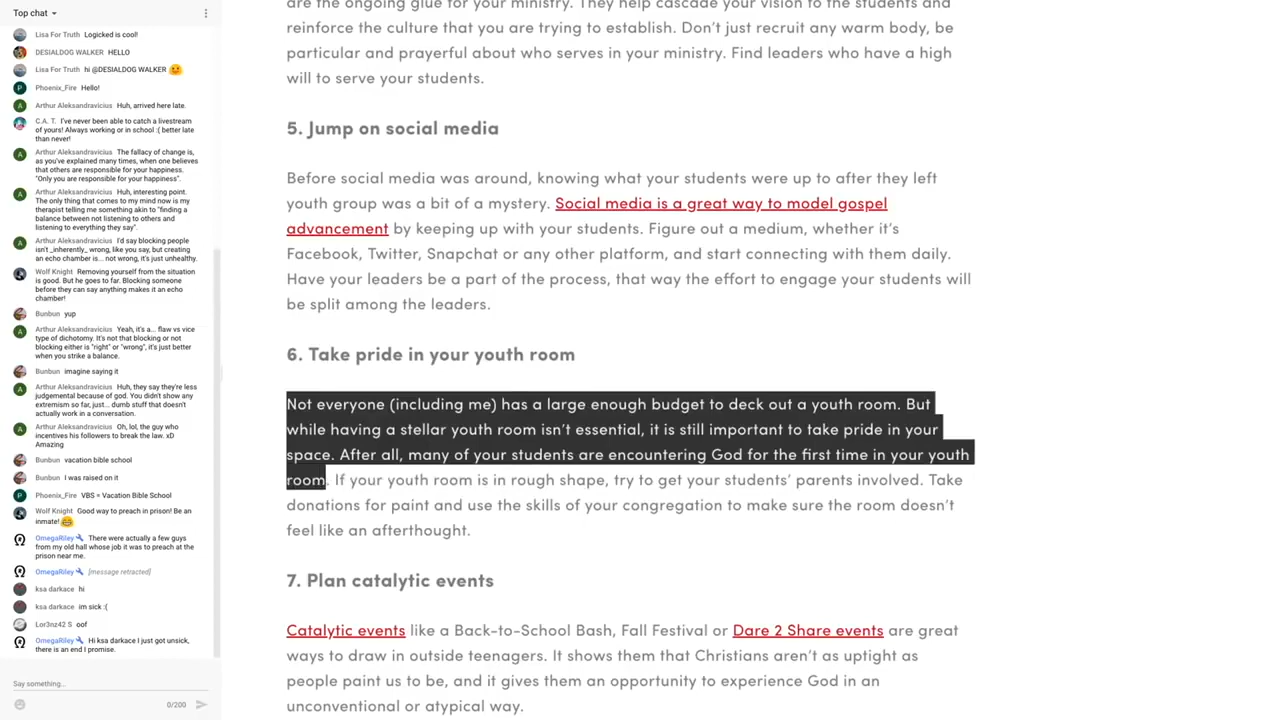 Top chat
Lisa For Truth Logicked is cool!
DESIALDOG WALKER HELLO
Lisa For Truth hi @DESIALDOG WALKER
Phoenix_Fire Hello!
Arthur Aleksandravicius Huh, arrived here late.
C.A. T. I've never been able to catch a livestream
of yours! Always working or in school :( better late
than never!
Arthur Aleksandravicius The fallacy of change is,
as you've explained many times, when one believes
that others are responsible for your happiness.
"Only you are responsible for your happiness".
Arthur Aleksandravicius Huh, interesting point.
The only thing that comes to my mind now is my
therapist telling me something akin to "finding a
balance between not listening to others and
listening to everything they say".
Arthur Aleksandravicius I'd say blocking people
isn't _inherently_ wrong, like you say, but creating
an echo chamber is... not wrong, it's just unhealthy.
Wolf Knight Removing yourself from the situation
is good. But he goes to far. Blocking someone
before they can say anything makes it an echo
chamber!
Bunbun yup
Arthur Aleksandravicius Yeah, it's a... flaw vs vice
type of dichotomy. It's not that blocking or not
blocking either is "right" or "wrong", it's just better
when you strike a balance.
Bunbun imagine saying it
Arthur Aleksandravicius Huh, they say they're less
judgemental because of god. You didn't show any
extremism so far, just... dumb stuff that doesn't
actually work in a conversation.
Arthur Aleksandravicius Oh, lol, the guy who
incentives his followers to break the law. xD
Amazing
Bunbun vacation bible school
Bunbun I was raised on it
Phoenix_Fire VBS = Vacation Bible School
Wolf Knight Good way to preach in prison! Be an
inmate!
OmegaRiley There were actually a few guys
from my old hall whose job it was to preach at the
prison near me.
OmegaRiley [message retracted]
ksa darkace hi
ksa darkace im sick :(
Lor3nz42 S oof
OmegaRiley Hi ksa darkace I just got unsick,
there is an end I promise.
Say something...
0/200
are the ongoing glue for your ministry. They help cascade your vision to the students and
reinforce the culture that you are trying to establish. Don't just recruit any warm body, be
particular and prayerful about who serves in your ministry. Find leaders who have a high
will to serve your students.
5. Jump on social media
Before social media was around, knowing what your students were up to after they left
youth group was a bit of a mystery. Social media is a great way to model gospel
advancement by keeping up with your students. Figure out a medium, whether it's
Facebook, Twitter, Snapchat or any other platform, and start connecting with them daily.
Have your leaders be a part of the process, that way the effort to engage your students will
be split among the leaders.
6. Take pride in your youth room
Not everyone (including me) has a large enough budget to deck out a youth room. But
while having a stellar youth room isn't essential, it is still important to take pride in your
space. After all, many of your students are encountering God for the first time in your youth
room. If your youth room is in rough shape, try to get your students' parents involved. Take
donations for paint and use the skills of your congregation to make sure the room doesn't
feel like an afterthought.
7. Plan catalytic events
Catalytic events like a Back-to-School Bash, Fall Festival or Dare 2 Share events are great
ways to draw in outside teenagers. It shows them that Christians aren't as uptight as
people paint us to be, and it gives them an opportunity to experience God in an
unconventional or atypical way.